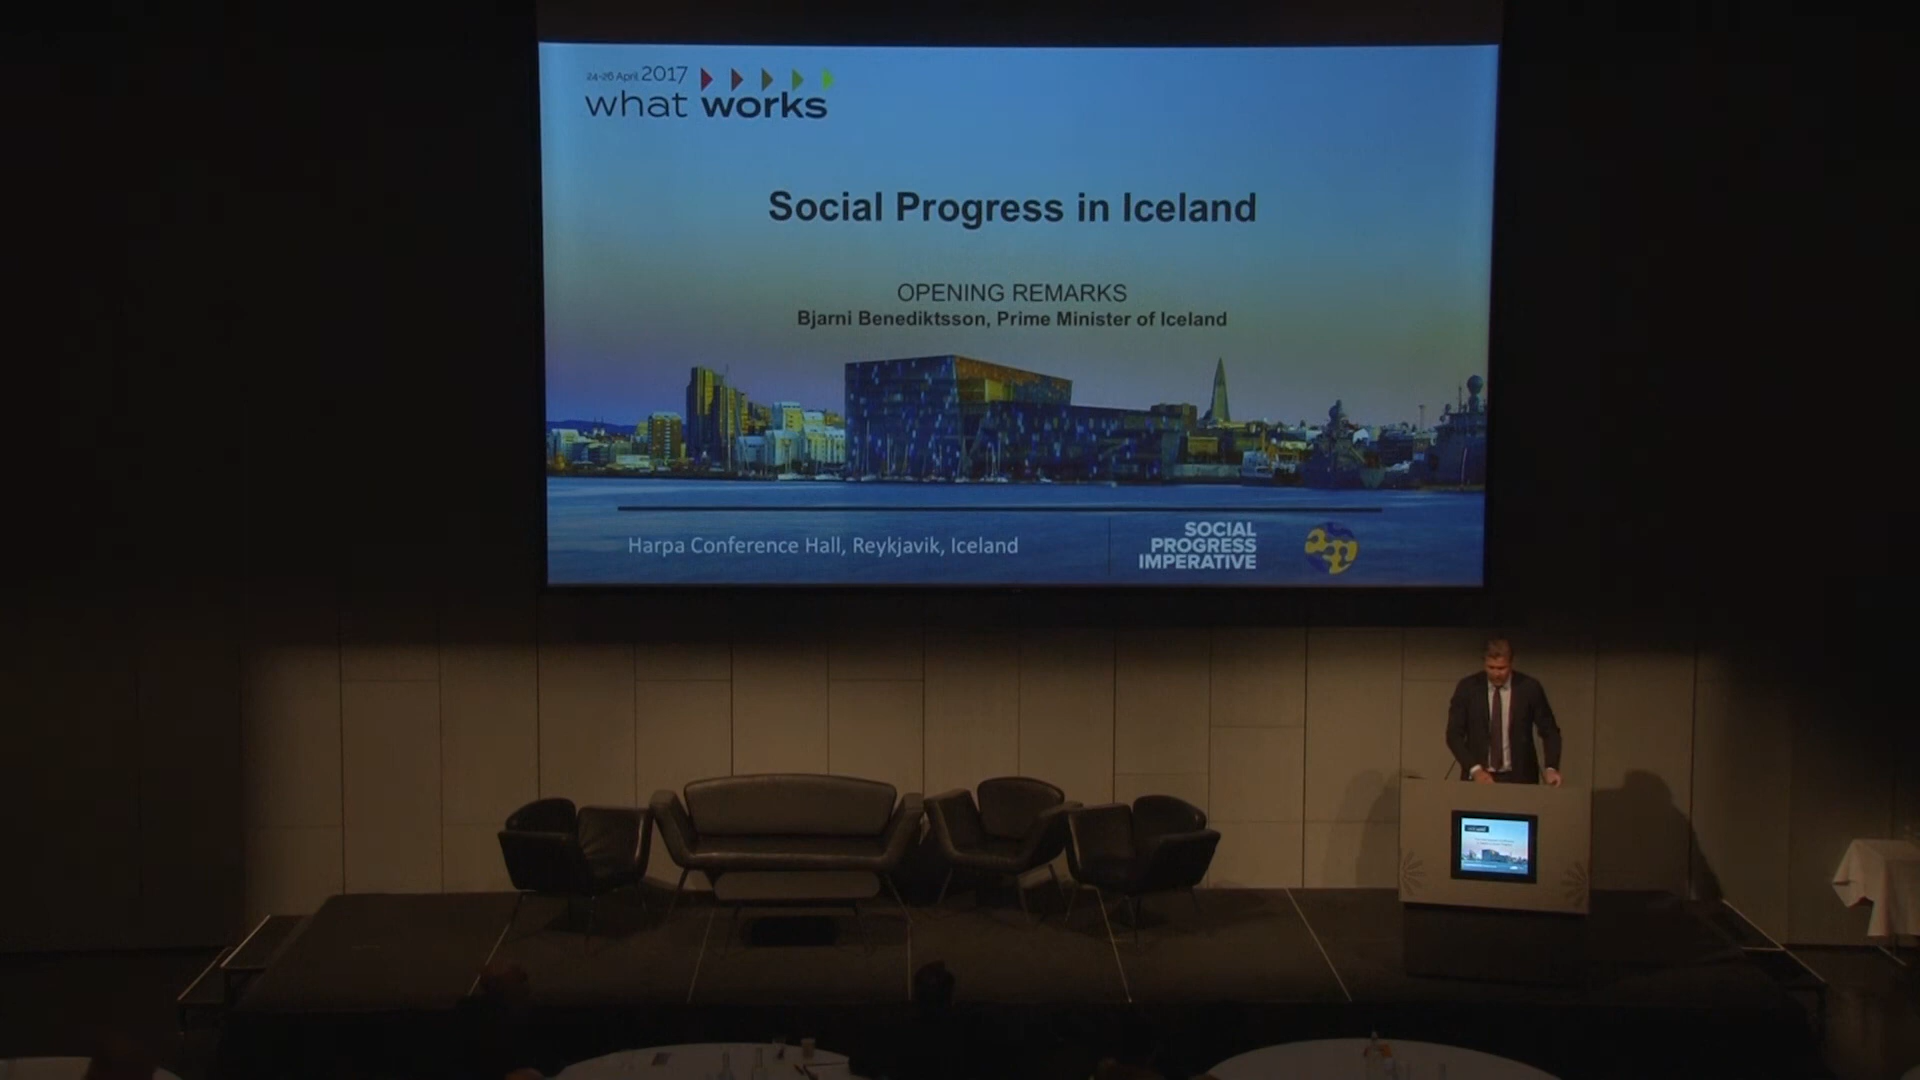 24-26 April 2017
what works
Social Progress in Iceland
OPENING REMARKS
Bjarni Benediktsson, Prime Minister of Iceland
Harpa Conference Hall, Reykjavik, Iceland
SOCIAL
PROGRESS
IMPERATIVE